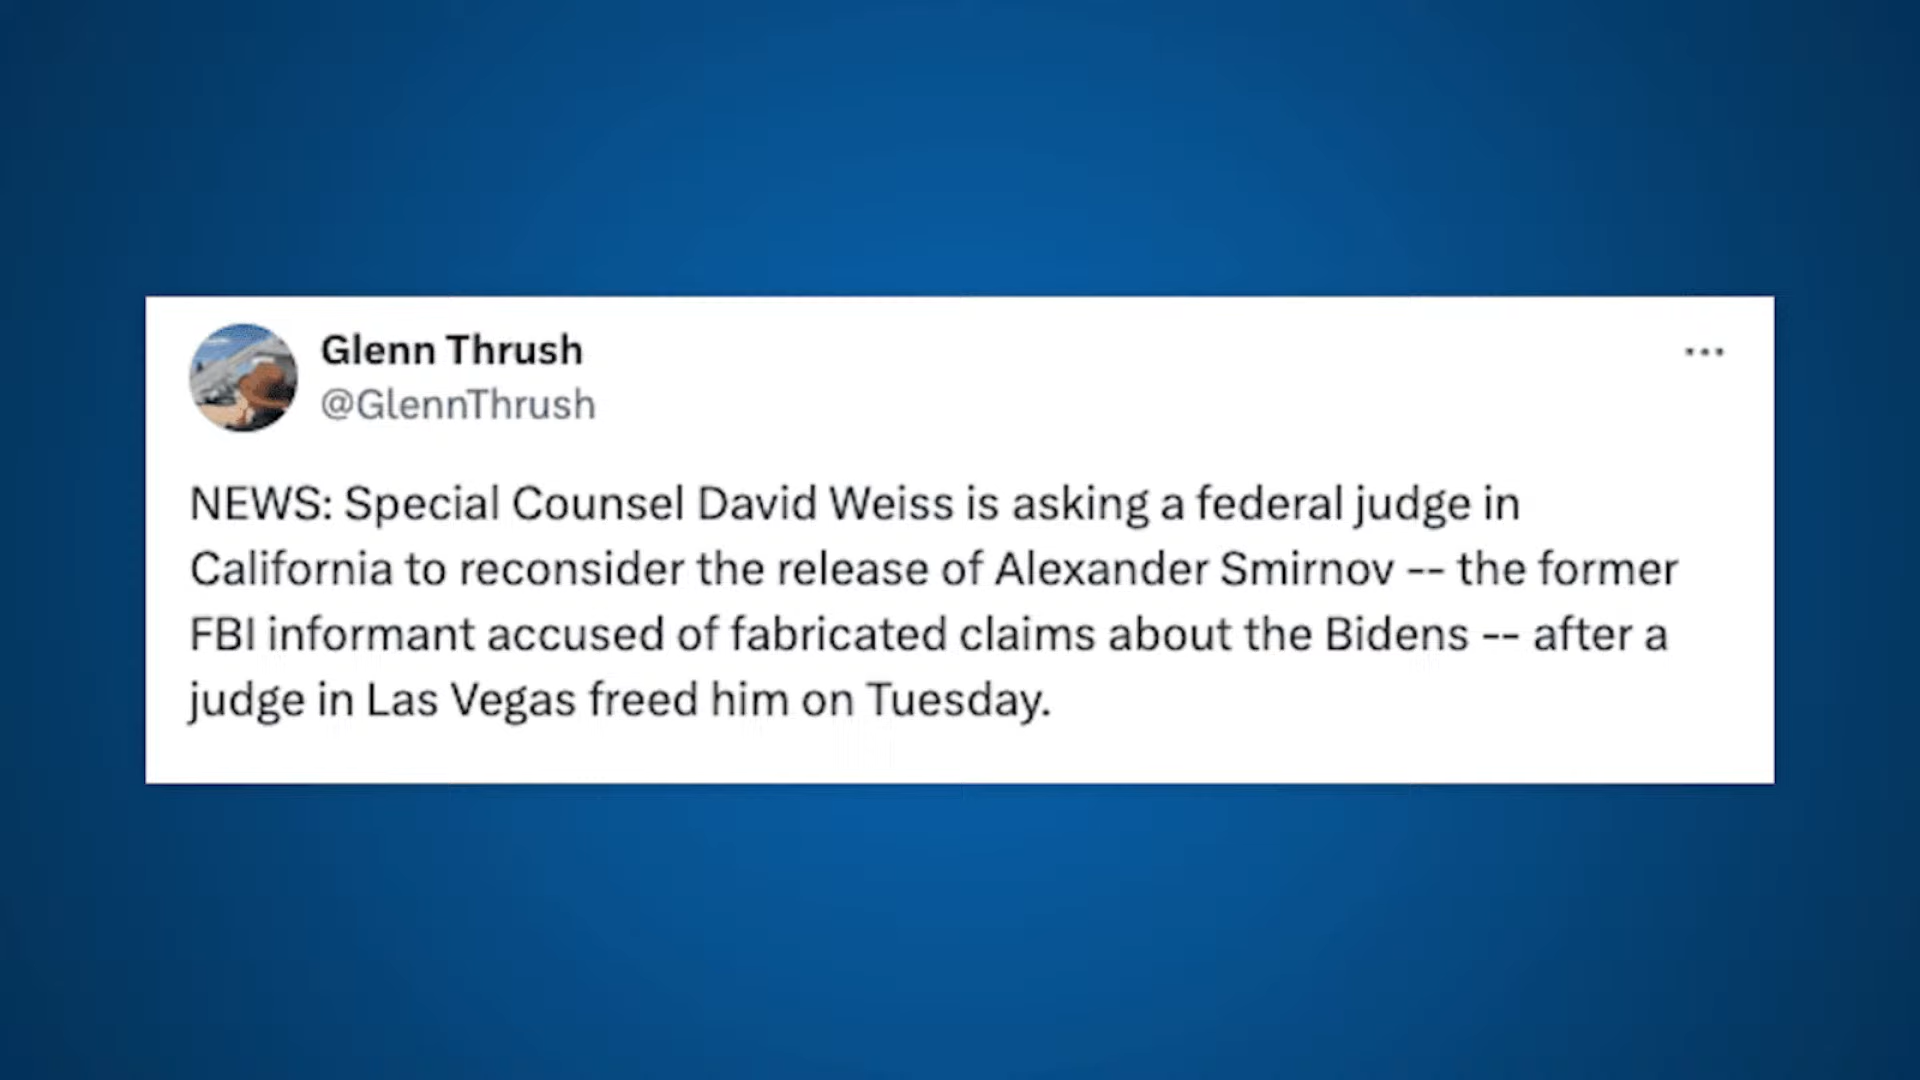 Glenn Thrush
@GlennThrush
NEWS: Special Counsel David Weiss is asking a federal judge in
California to reconsider the release of Alexander Smirnov -- the former
FBI informant accused of fabricated claims about the Bidens -- after a
judge in Las Vegas freed him on Tuesday.